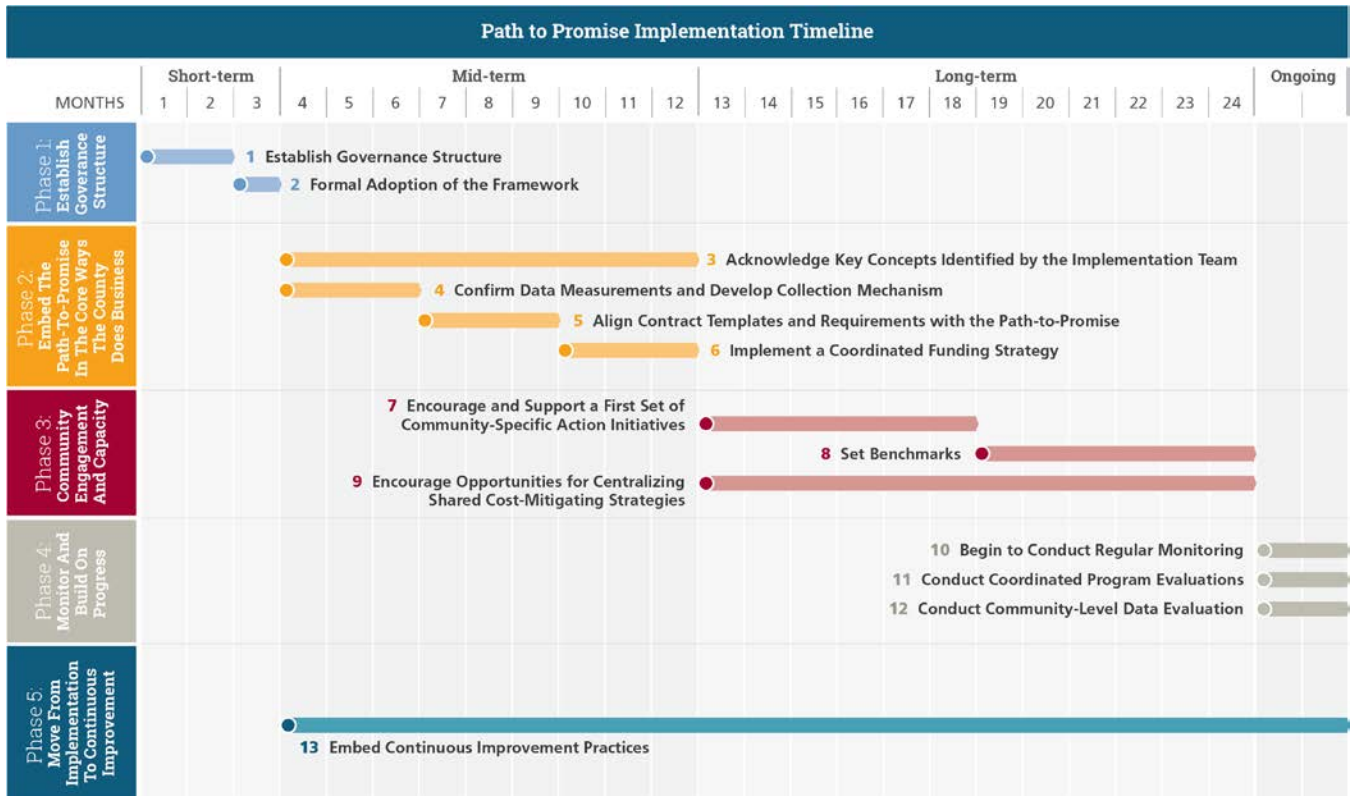 Path to Promise Implementation Timeline
Short-term Mid-term Long-term Ongoing
MONTHS 1 2 3 4 5 6 7 8 9 10 11 12 13 14 15 16 17 18 19 20 21 22 23 24
Phase 1:
Establish
Goverance
Structure
1 Establish Governance Structure
2 Formal Adoption of the Framework
Phase 2:
Embed The
Path-To-Promise
In The Core Ways
The County
Does Business
3 Acknowledge Key Concepts Identified by the Implementation Team
4 Confirm Data Measurements and Develop Collection Mechanism
5 Align Contract Templates and Requirements with the Path-to-Promise
6 Implement a Coordinated Funding Strategy
Phase 3:
Community
Engagement
And Capacity
7 Encourage and Support a First Set of
Community-Specific Action Initiatives
8 Set Benchmarks
9 Encourage Opportunities for Centralizing
Shared Cost-Mitigating Strategies
Phase 4:
Monitor And
Build On
Progress
10 Begin to Conduct Regular Monitoring
11 Conduct Coordinated Program Evaluations
12 Conduct Community-Level Data Evaluation
Phase 5:
Move From
Implementation
To Continuous
Improvement
13 Embed Continuous Improvement Practices